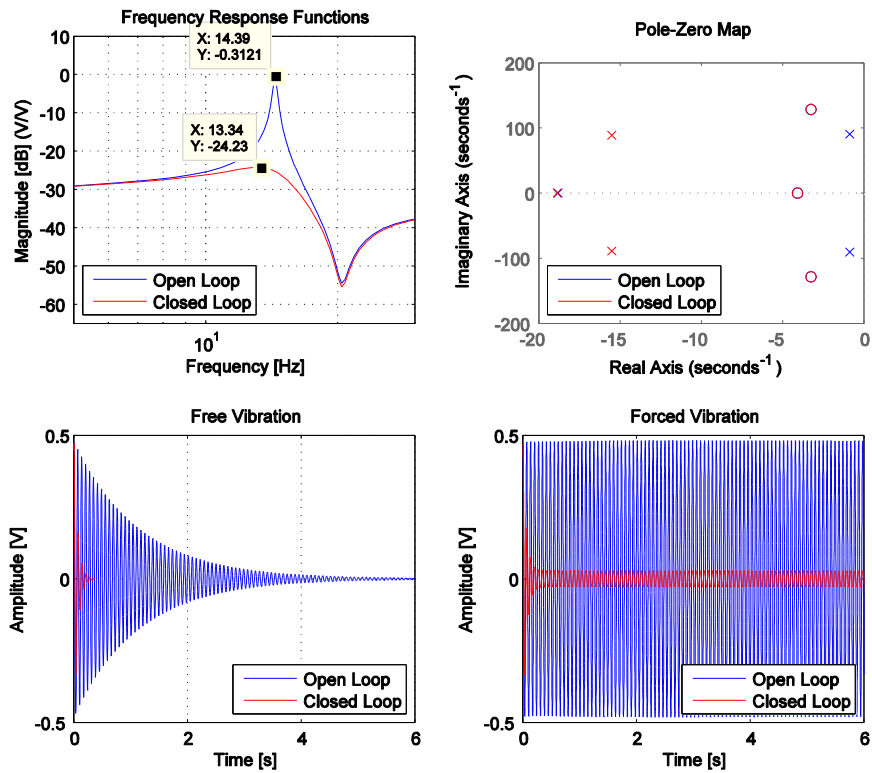 Frequency Response Functions
X: 14.39
Y: -0.3121
X: 13.34
Y: -24.23
10
0
-10
-20
-30
-40
-50
-60
Magnitude [dB] (V/V)
Open Loop
Closed Loop
10^1
Frequency [Hz]
Pole-Zero Map
200
100
0
-100
-200
Imaginary Axis (seconds^-1)
Open Loop
Closed Loop
-20 -15 -10 -5 0
Real Axis (seconds^-1)
Free Vibration
0.5
0
-0.5
Amplitude [V]
Open Loop
Closed Loop
0 2 4 6
Time [s]
Forced Vibration
0.5
0
-0.5
Amplitude [V]
Open Loop
Closed Loop
0 2 4 6
Time [s]